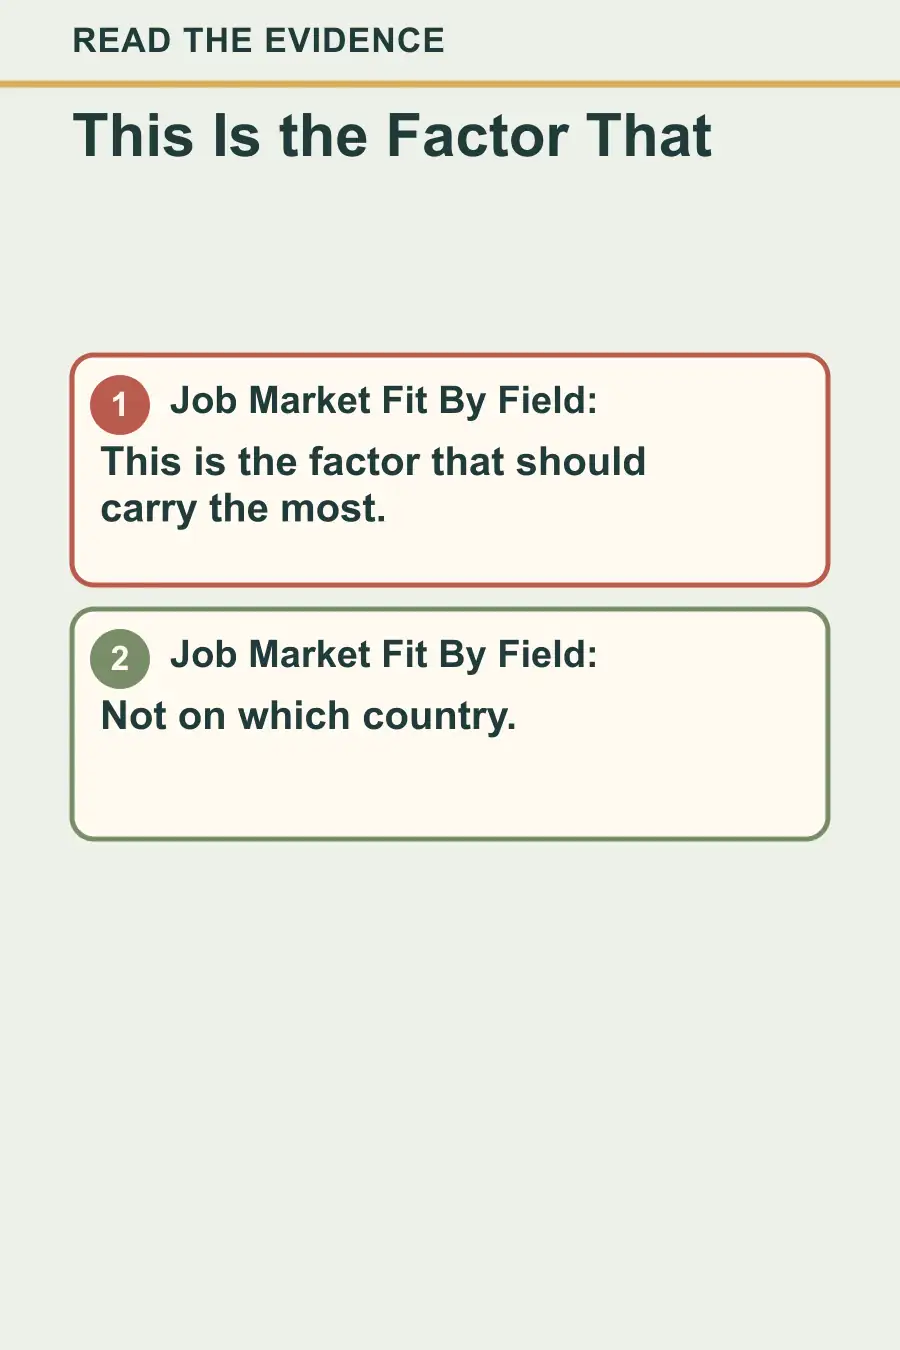 READ THE EVIDENCE
This Is the Factor That
1 Job Market Fit By Field:
This is the factor that should
carry the most.
2 Job Market Fit By Field:
Not on which country.